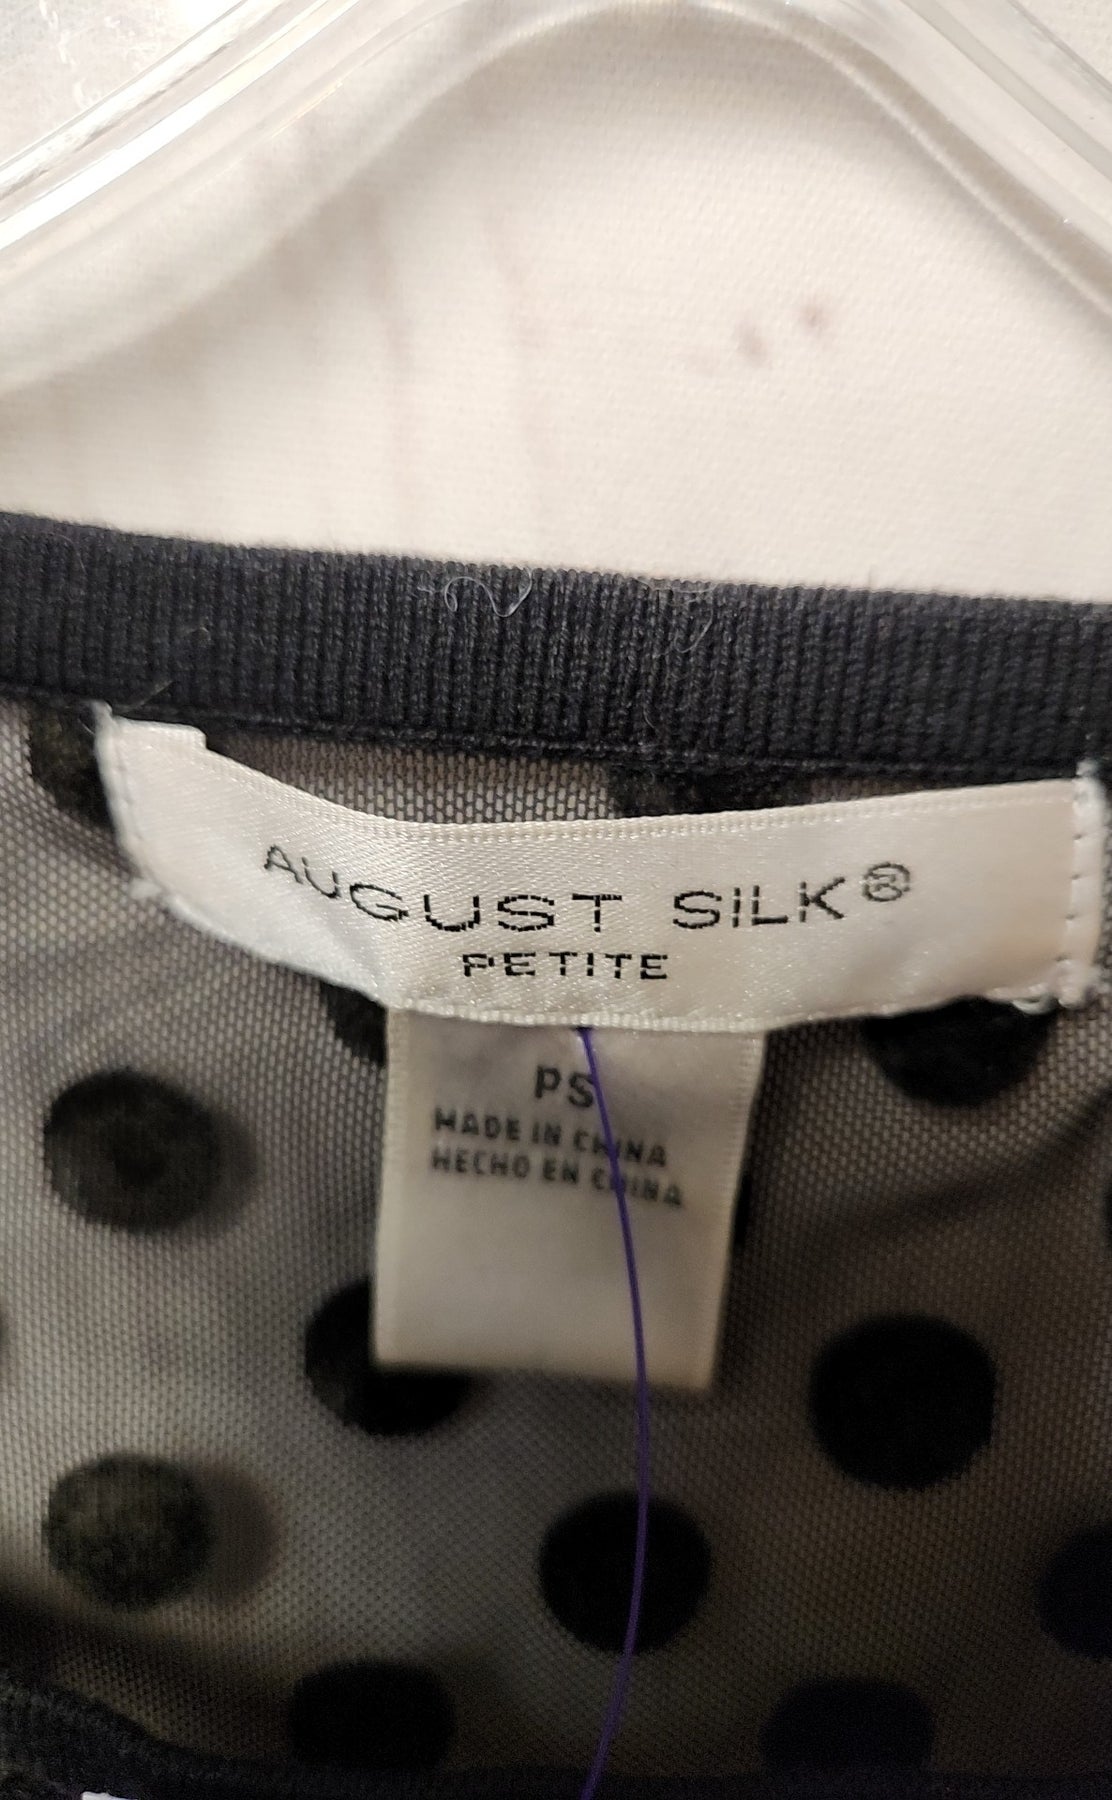 AUGUST SILK®
PETITE
PS
MADE IN CHINA
HECHO EN CHINA